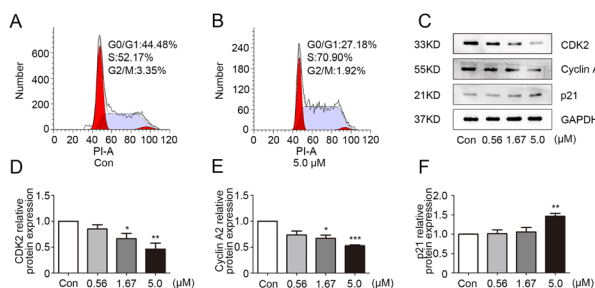 A
G0/G1:44.48%
S:52.17%
G2/M:3.35%
Number
800
600
400
200
0
0 20 40 60 80 100 120
PI-A
Con
B
G0/G1:27.18%
S:70.90%
G2/M:1.92%
Number
240
180
120
60
0
0 20 40 60 80 100 120
PI-A
5.0 μM
C
33KD CDK2
55KD Cyclin A
21KD p21
37KD GAPDH
Con 0.56 1.67 5.0 (μM)
D
CDK2 relative
protein expression
1.5
1.0
0.5
0.0
* **
Con 0.56 1.67 5.0 (μM)
E
Cyclin A2 relative
protein expression
1.5
1.0
0.5
0.0
* ***
Con 0.56 1.67 5.0 (μM)
F
p21 relative
protein expression
2.0
1.5
1.0
0.5
0.0
**
Con 0.56 1.67 5.0 (μM)